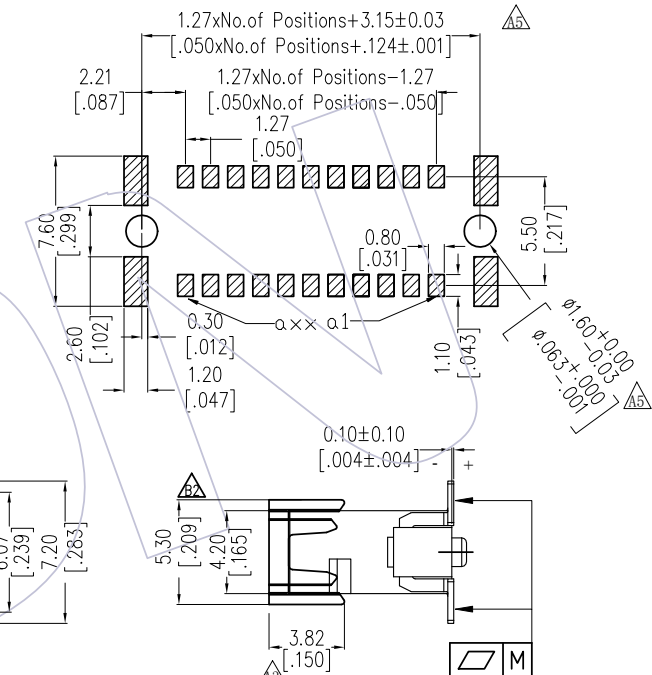 1.27xNo.of Positions+3.15±0.03
[.050xNo.of Positions+.124±.001]
A5
2.21
[.087]
1.27xNo.of Positions-1.27
[.050xNo.of Positions-.050]
1.27
[.050]
7.60
[.299]
0.80
[.031]
5.50
[.217]
2.60
[.102]
0.30
[.012]
axx a1
1.10
[.043]
1.20
[.047]
ø1.60+0.00
-0.03
[ø.063+.000
-.001]
A5
0.10±0.10
[.004±.004]
- +
B2
[.239]
7.20
[.283]
5.30
[.209]
4.20
[.165]
3.82
[.150]
M